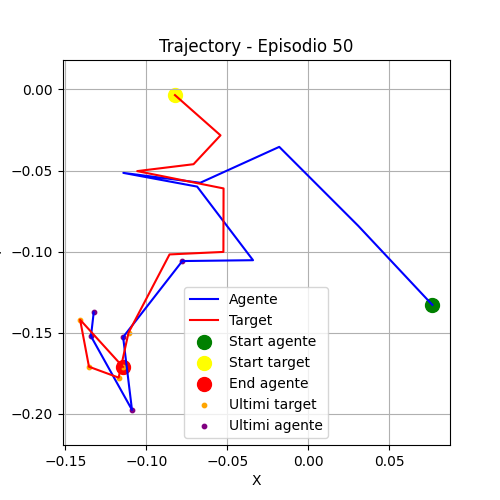 Trajectory - Episodio 50
0.00
−0.05
−0.10
−0.15
−0.20
Agente
Target
Start agente
Start target
End agente
Ultimi target
Ultimi agente
−0.15 −0.10 −0.05 0.00 0.05
X